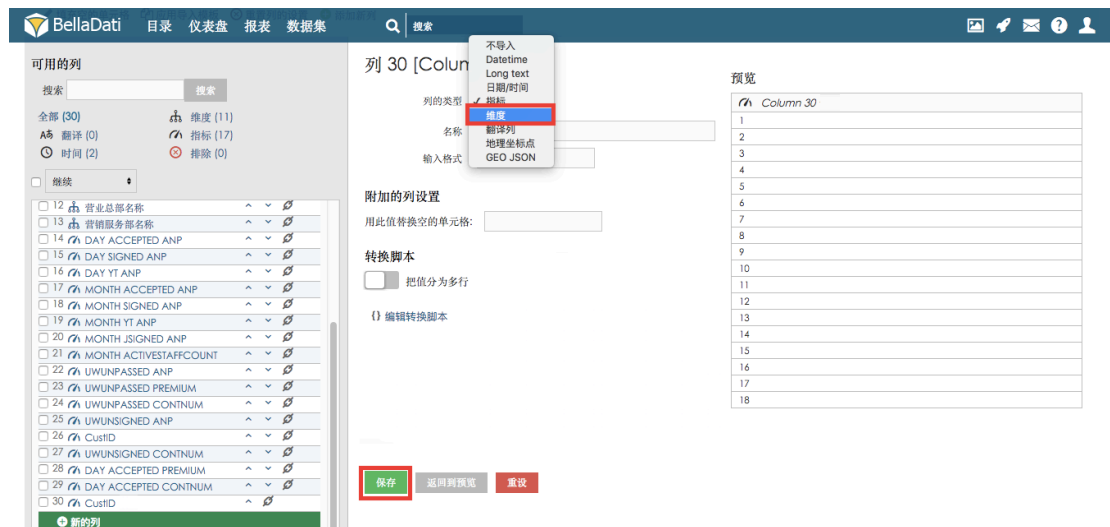 BellaDati 目录 仪表盘 报表 数据集 搜索
可用的列
搜索 搜索
全部 (30) 维度 (11)
Aあ 翻译 (0) 指标 (17)
时间 (2) 排除 (0)
继续
12 营业总部名称
13 营销服务部名称
14 DAY ACCEPTED ANP
15 DAY SIGNED ANP
16 DAY YT ANP
17 MONTH ACCEPTED ANP
18 MONTH SIGNED ANP
19 MONTH YT ANP
20 MONTH JSIGNED ANP
21 MONTH ACTIVESTAFFCOUNT
22 UWUNPASSED ANP
23 UWUNPASSED PREMIUM
24 UWUNPASSED CONTNUM
25 UWUNSIGNED ANP
26 CustID
27 UWUNSIGNED CONTNUM
28 DAY ACCEPTED PREMIUM
29 DAY ACCEPTED CONTNUM
30 CustID
新的列
列 30 [Colum
列的类型
不导入
Datetime
Long text
日期/时间
✓ 指标
维度
翻译列
地理坐标点
GEO JSON
名称
输入格式
附加的列设置
用此值替换空的单元格:
转换脚本
把值分为多行
{} 编辑转换脚本
保存 返回到预览 重设
预览
Column 30
1
2
3
4
5
6
7
8
9
10
11
12
13
14
15
16
17
18